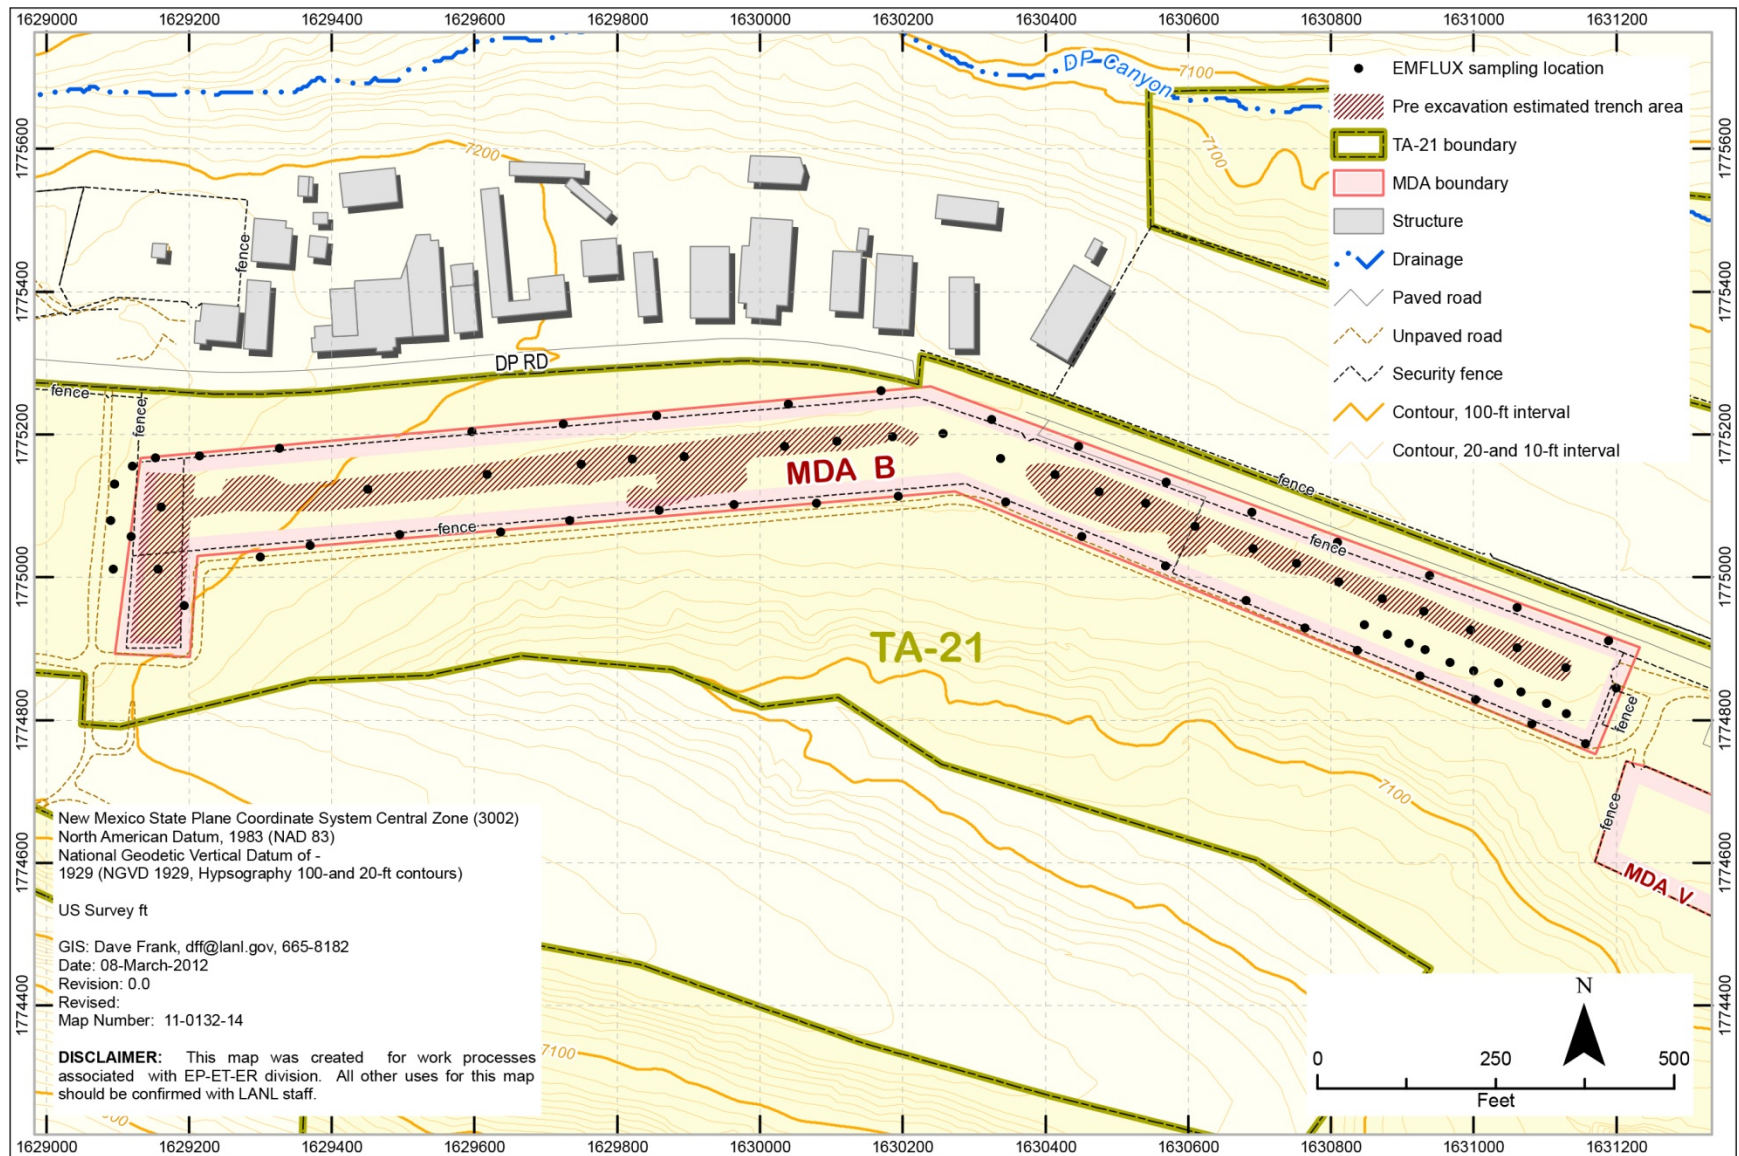 1629000 1629200 1629400 1629600 1629800 1630000 1630200 1630400 1630600 1630800 1631000 1631200
DP Canyon
7100
EMFLUX sampling location
Pre excavation estimated trench area
TA-21 boundary
MDA boundary
Structure
Drainage
Paved road
Unpaved road
Security fence
Contour, 100-ft interval
Contour, 20-and 10-ft interval
1775600
1775600
7200
7100
fence
1775400
1775400
DP RD
fence
fence
1775200
1775200
MDA B
fence
fence
fence
1775000
1775000
TA-21
fence
1774800
1774800
7100
fence
MDA V
1774600
1774600
New Mexico State Plane Coordinate System Central Zone (3002)
North American Datum, 1983 (NAD 83)
National Geodetic Vertical Datum of -
1929 (NGVD 1929, Hypsography 100-and 20-ft contours)
US Survey ft
GIS: Dave Frank, dff@lanl.gov, 665-8182
Date: 08-March-2012
Revision: 0.0
Revised:
Map Number: 11-0132-14
DISCLAIMER: This map was created for work processes
associated with EP-ET-ER division. All other uses for this map
should be confirmed with LANL staff.
1774400
1774400
7100
N
0 250 500
Feet
1629000 1629200 1629400 1629600 1629800 1630000 1630200 1630400 1630600 1630800 1631000 1631200